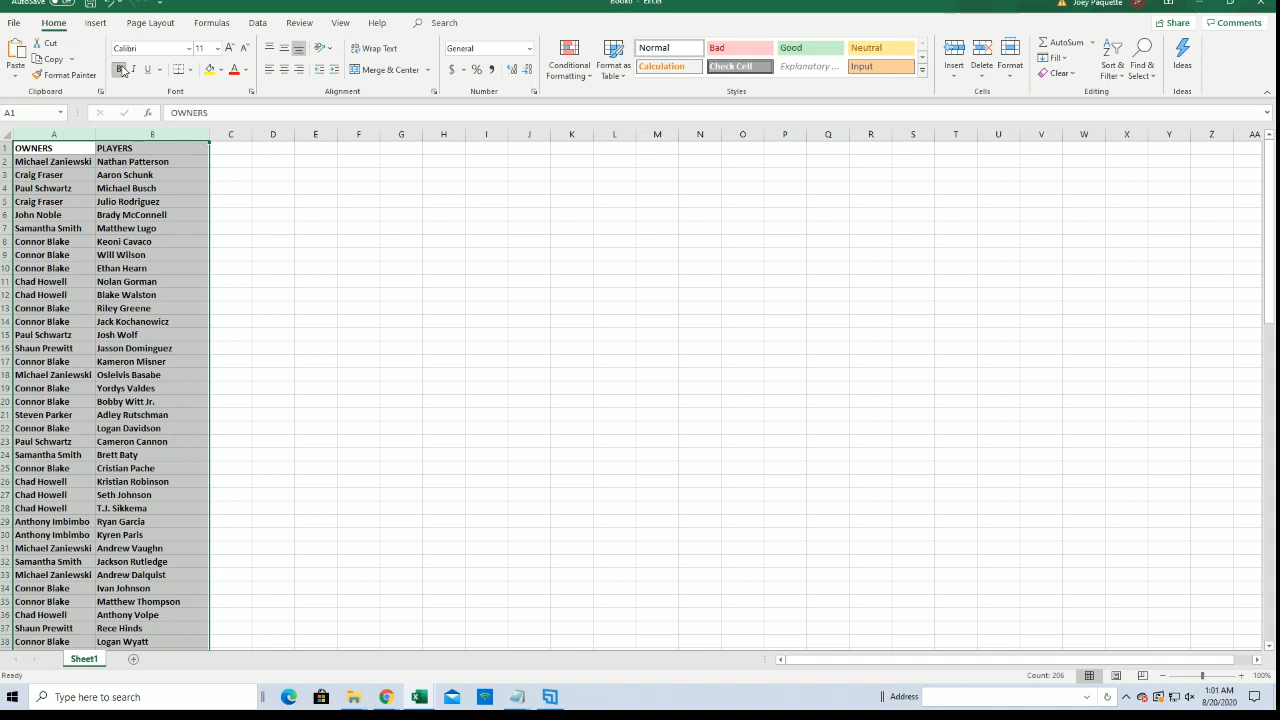 AutoSave Off Book6 - Excel Joey Paquette JP
File Home Insert Page Layout Formulas Data Review View Help Search Share Comments
Paste Cut Copy Format Painter Clipboard
Calibri 11 B I U Font
Wrap Text Merge & Center Alignment
General $ % Number
Conditional Formatting Format as Table Normal Bad Good Neutral Calculation Check Cell Explanatory ... Input Styles
Insert Delete Format Cells
AutoSum Fill Clear Sort & Filter Find & Select Editing
Ideas Ideas
A1 fx OWNERS
A B C D E F G H I J K L M N O P Q R S T U V W X Y Z AA
1 OWNERS PLAYERS
2 Michael Zaniewski Nathan Patterson
3 Craig Fraser Aaron Schunk
4 Paul Schwartz Michael Busch
5 Craig Fraser Julio Rodriguez
6 John Noble Brady McConnell
7 Samantha Smith Matthew Lugo
8 Connor Blake Keoni Cavaco
9 Connor Blake Will Wilson
10 Connor Blake Ethan Hearn
11 Chad Howell Nolan Gorman
12 Chad Howell Blake Walston
13 Connor Blake Riley Greene
14 Connor Blake Jack Kochanowicz
15 Paul Schwartz Josh Wolf
16 Shaun Prewitt Jasson Dominguez
17 Connor Blake Kameron Misner
18 Michael Zaniewski Osleivis Basabe
19 Connor Blake Yordys Valdes
20 Connor Blake Bobby Witt Jr.
21 Steven Parker Adley Rutschman
22 Connor Blake Logan Davidson
23 Paul Schwartz Cameron Cannon
24 Samantha Smith Brett Baty
25 Connor Blake Cristian Pache
26 Chad Howell Kristian Robinson
27 Chad Howell Seth Johnson
28 Chad Howell T.J. Sikkema
29 Anthony Imbimbo Ryan Garcia
30 Anthony Imbimbo Kyren Paris
31 Michael Zaniewski Andrew Vaughn
32 Samantha Smith Jackson Rutledge
33 Michael Zaniewski Andrew Dalquist
34 Connor Blake Ivan Johnson
35 Connor Blake Matthew Thompson
36 Chad Howell Anthony Volpe
37 Shaun Prewitt Rece Hinds
38 Connor Blake Logan Wyatt
Sheet1
Ready Count: 206 100%
Type here to search Address 1:01 AM
8/20/2020